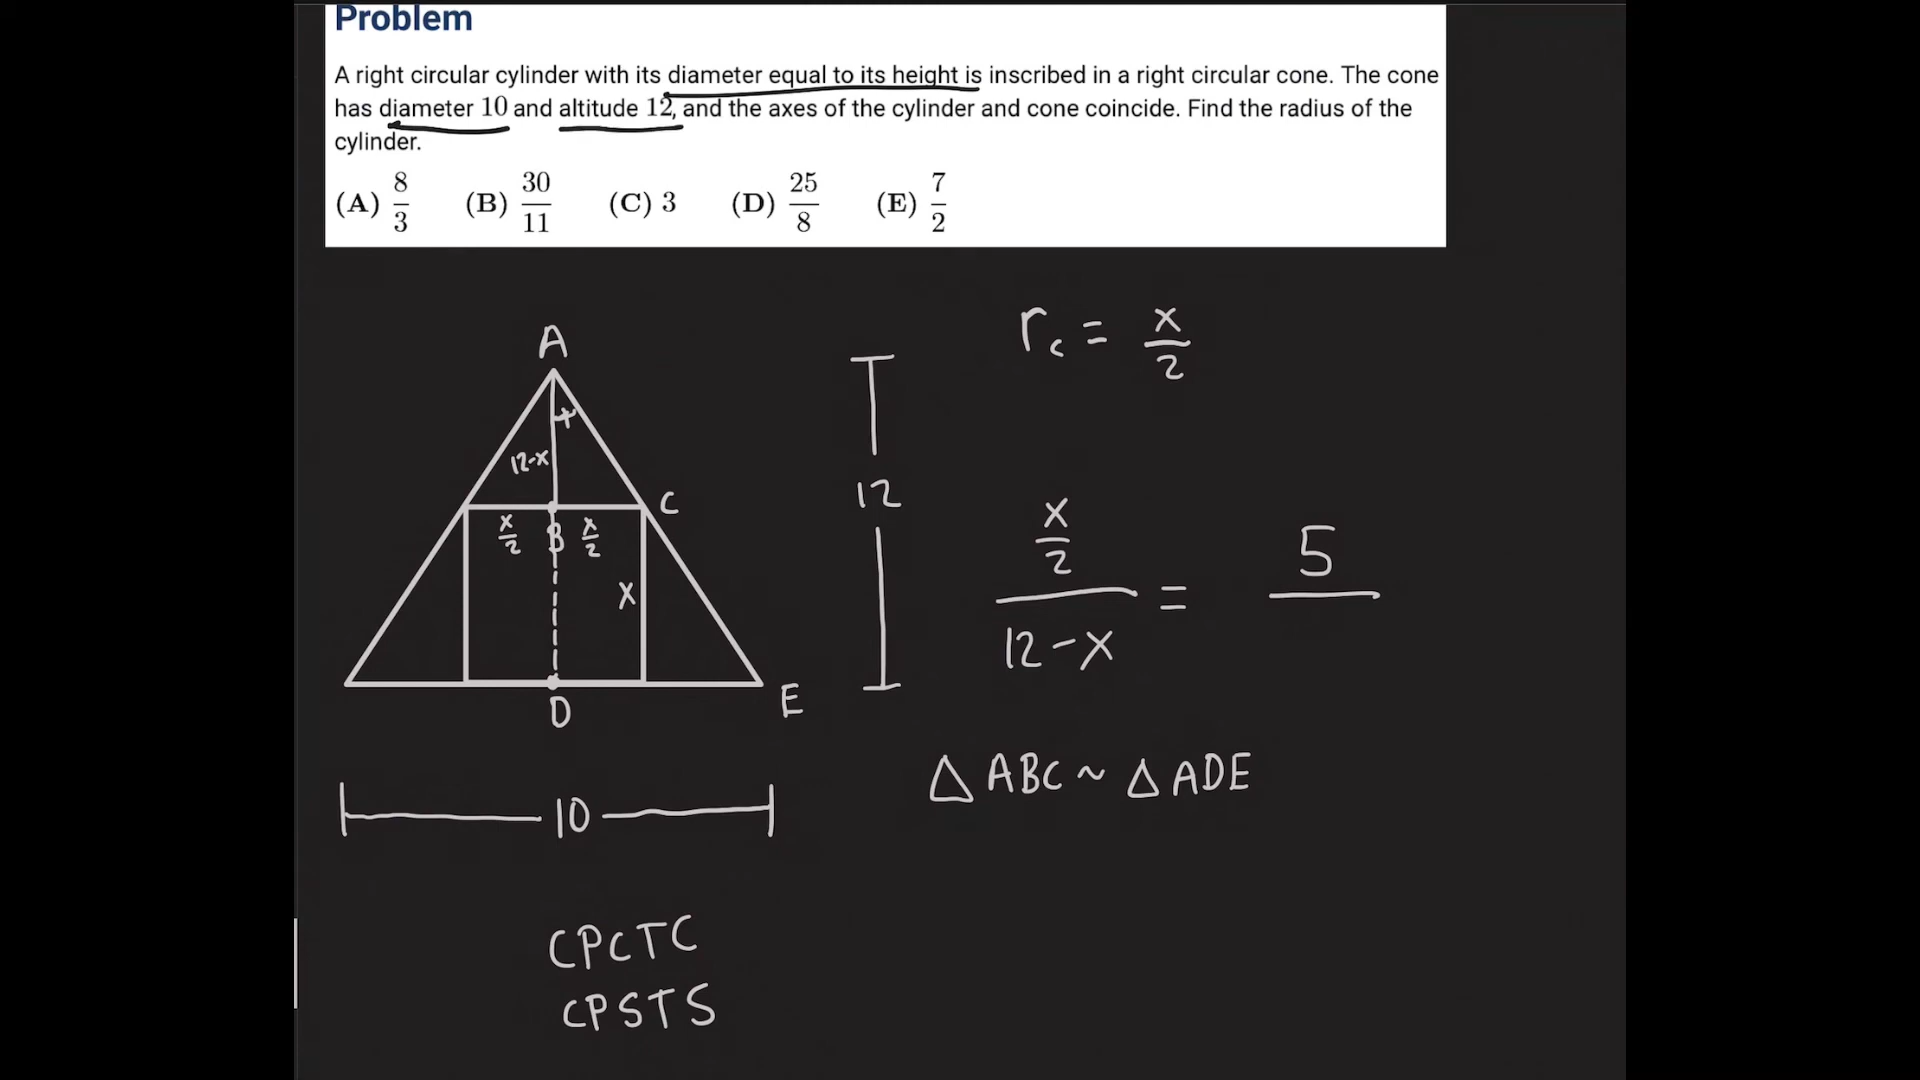 Problem
A right circular cylinder with its diameter equal to its height is inscribed in a right circular cone. The cone
has diameter 10 and altitude 12, and the axes of the cylinder and cone coincide. Find the radius of the
cylinder.
(A) 8/3 (B) 30/11 (C) 3 (D) 25/8 (E) 7/2
A
12-x
C
x/2 B x/2
x
D
E
10
12
r_c = x/2
x/2 / 12-x = 5
△ABC ~ △ADE
CPCTC
CPSTS